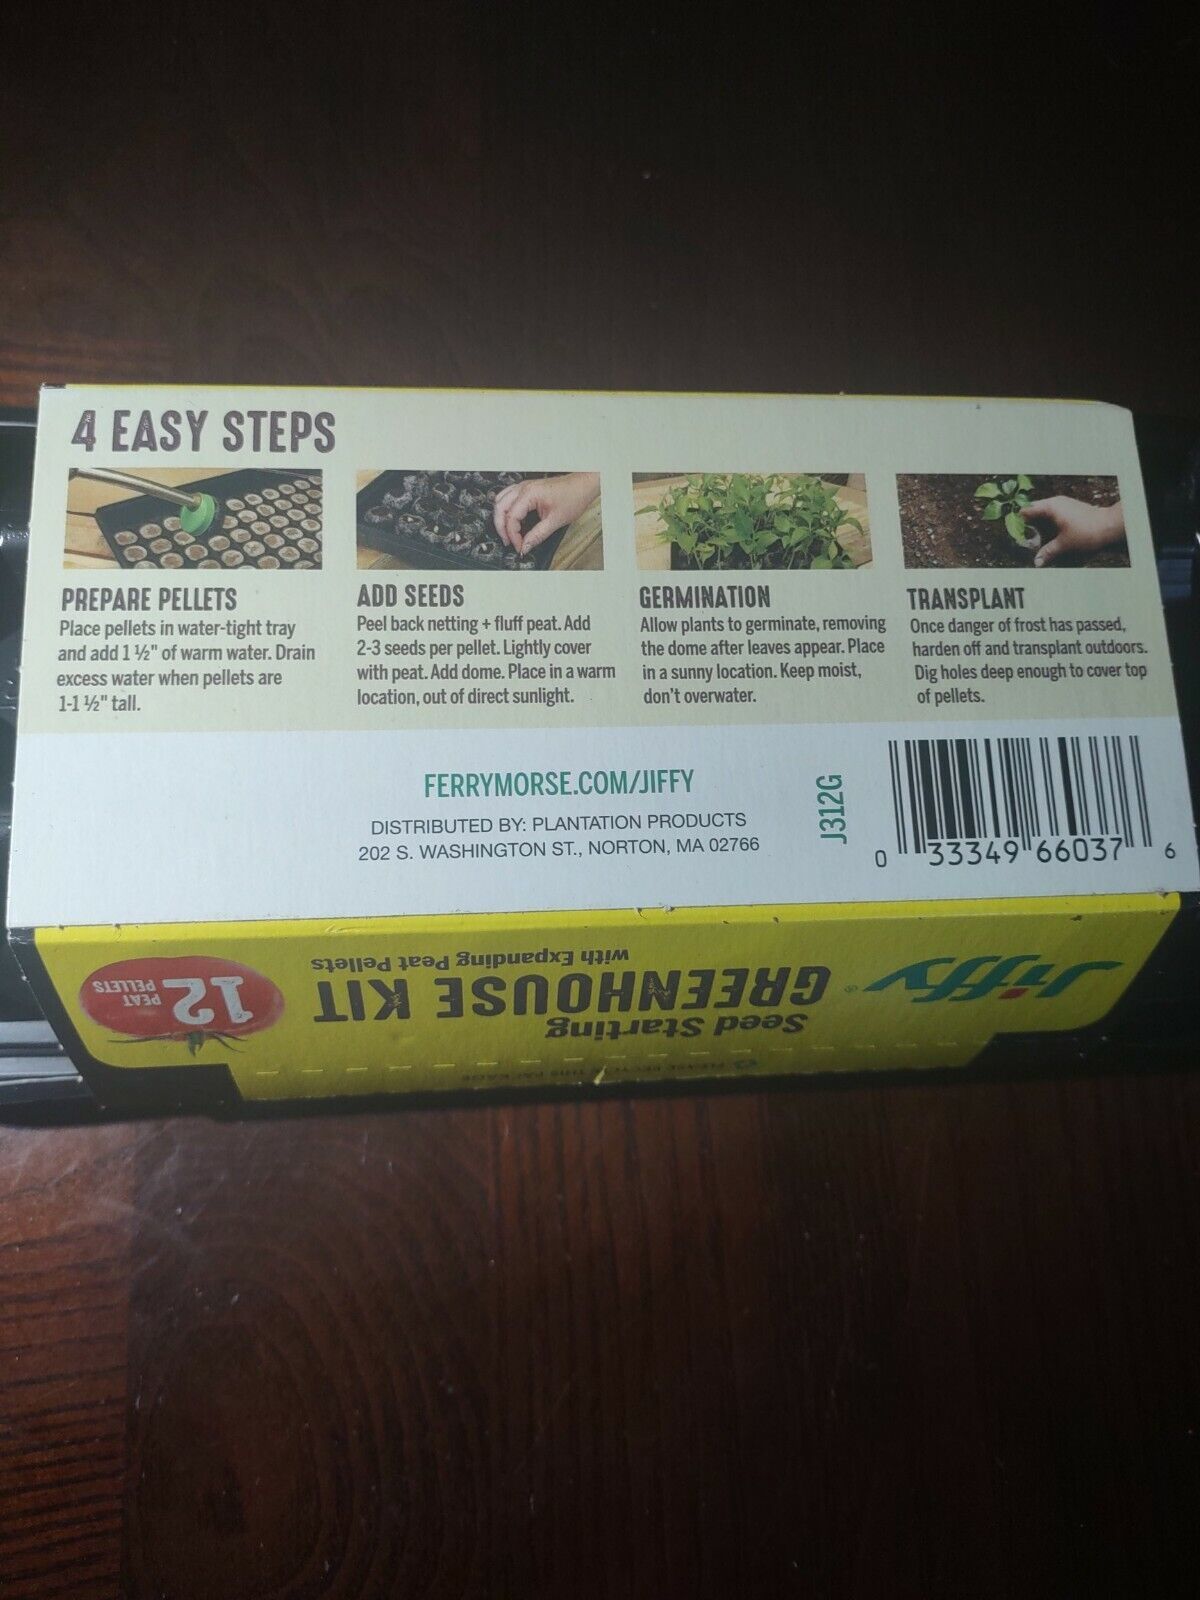 4 EASY STEPS
PREPARE PELLETS
Place pellets in water-tight tray
and add 1 ½" of warm water. Drain
excess water when pellets are
1-1 ½" tall.
ADD SEEDS
Peel back netting + fluff peat. Add
2-3 seeds per pellet. Lightly cover
with peat. Add dome. Place in a warm
location, out of direct sunlight.
GERMINATION
Allow plants to germinate, removing
the dome after leaves appear. Place
in a sunny location. Keep moist,
don't overwater.
TRANSPLANT
Once danger of frost has passed,
harden off and transplant outdoors.
Dig holes deep enough to cover top
of pellets.
FERRYMORSE.COM/JIFFY
DISTRIBUTED BY: PLANTATION PRODUCTS
202 S. WASHINGTON ST., NORTON, MA 02766
J312G
0 33349 66037 6
Jiffy®
Seed Starting
GREENHOUSE KIT
with Expanding Peat Pellets
12
PEAT
PELLETS
PLEASE RECYCLE THIS PACKAGE